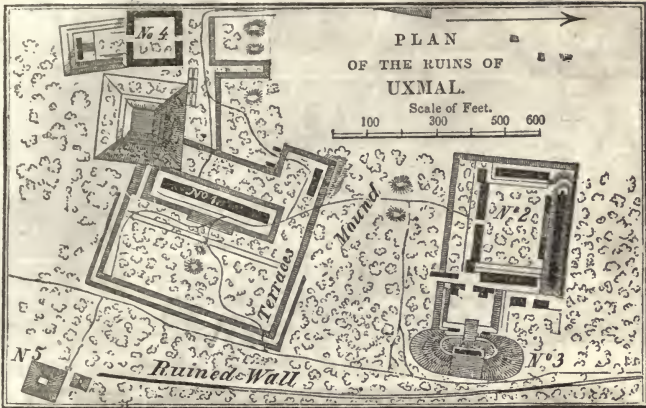 PLAN
OF THE RUINS OF
UXMAL.
Scale of Feet.
100 300 400 500 600
No 4
No 1
No 2
Terraces
Mound
No 3
N 5
Ruined Wall